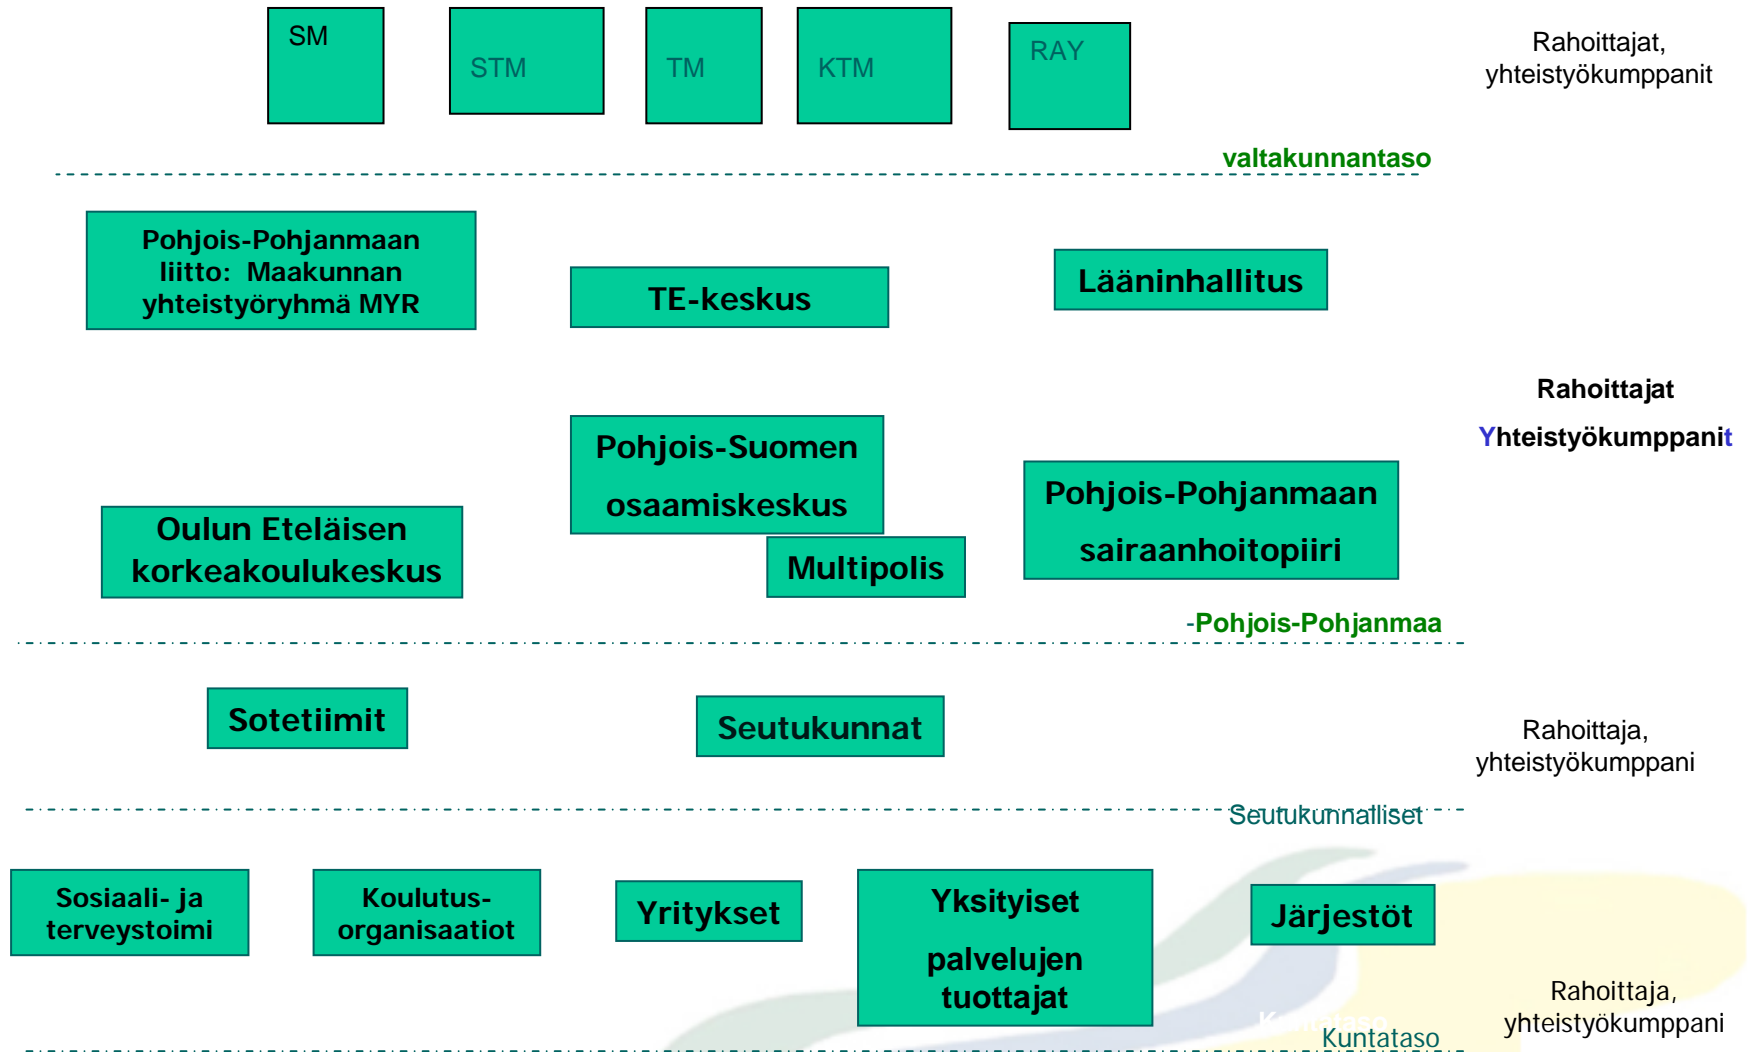 SM
STM
TM
KTM
RAY
Rahoittajat,
yhteistyökumppanit
valtakunnantaso
Pohjois-Pohjanmaan
liitto: Maakunnan
yhteistyöryhmä MYR
TE-keskus
Lääninhallitus
Rahoittajat
Yhteistyökumppanit
Oulun Eteläisen
korkeakoulukeskus
Pohjois-Suomen
osaamiskeskus
Multipolis
Pohjois-Pohjanmaan
sairaanhoitopiiri
-Pohjois-Pohjanmaa
Sotetiimit
Seutukunnat
Rahoittaja,
yhteistyökumppani
Seutukunnalliset
Sosiaali- ja
terveystoimi
Koulutus-
organisaatiot
Yritykset
Yksityiset
palvelujen
tuottajat
Järjestöt
Rahoittaja,
yhteistyökumppani
Kuntataso
Kuntataso